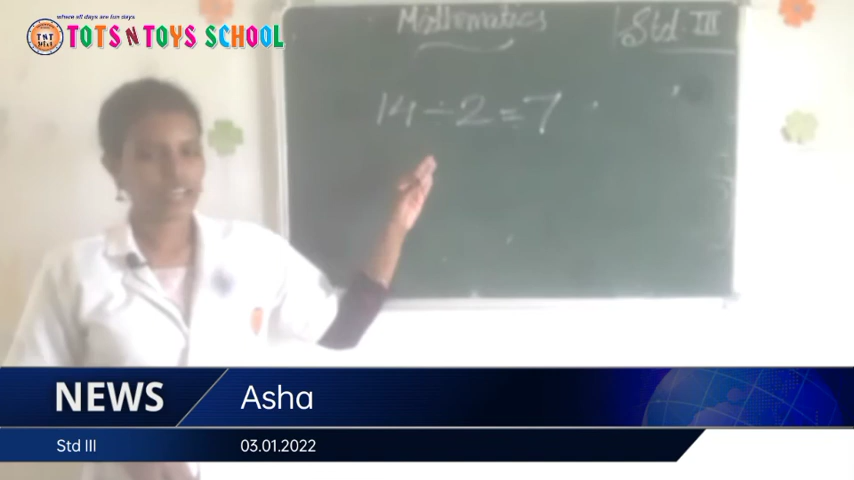 where all days are fun days
TOTS N TOYS SCHOOL
TST
Mathematics
Std. III
14 ÷ 2 = 7
NEWS
Asha
Std III
03.01.2022